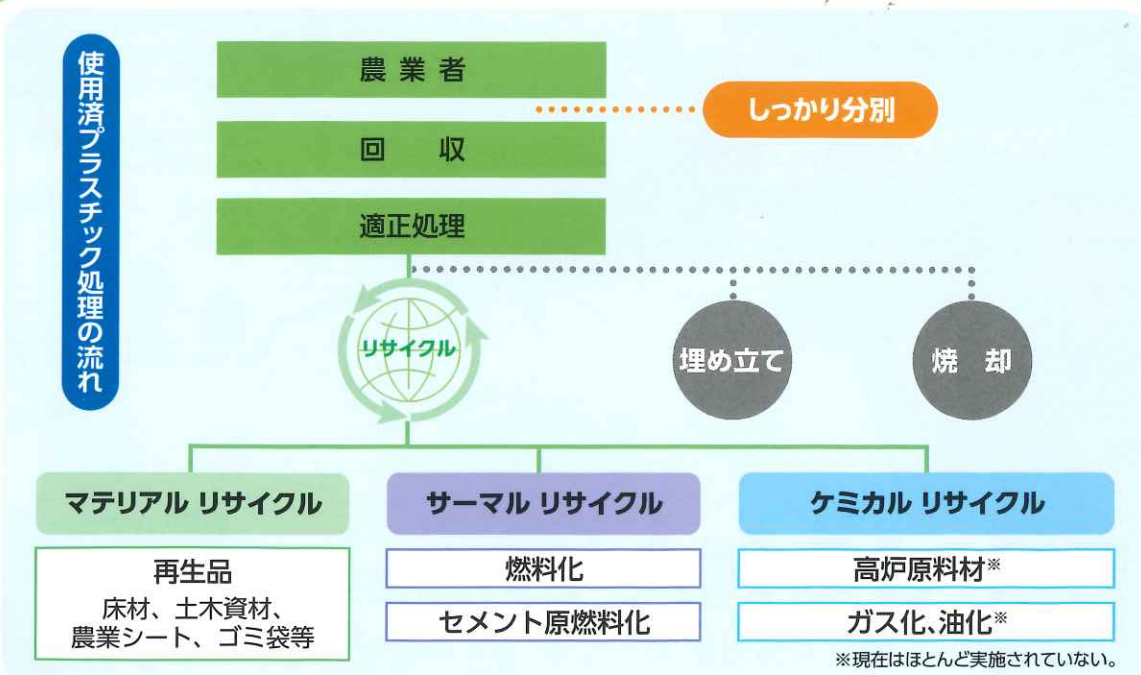 使用済プラスチック処理の流れ
農業者
しっかり分別
回収
適正処理
リサイクル
埋め立て
焼却
マテリアル リサイクル
サーマル リサイクル
ケミカル リサイクル
再生品
床材、土木資材、
農業シート、ゴミ袋等
燃料化
セメント原燃料化
高炉原料材※
ガス化、油化※
※現在はほとんど実施されていない。